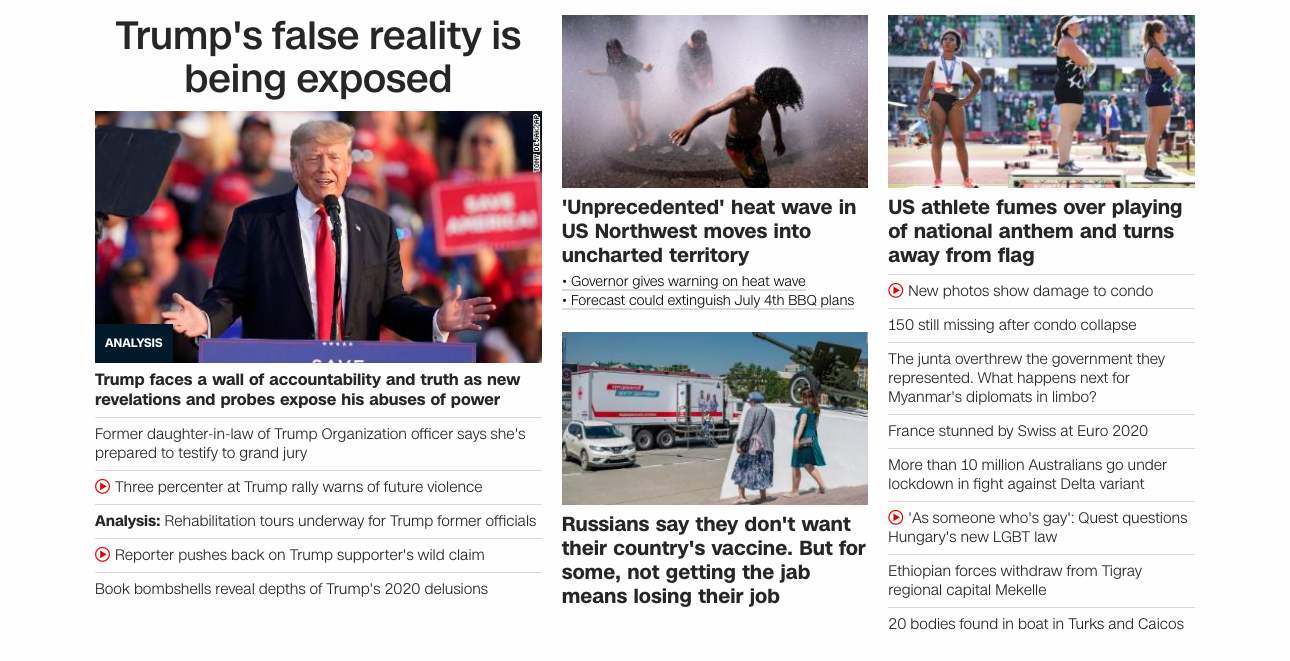 Trump's false reality is
being exposed
TONY DEJAK/AP
SAVE
AMERICA!
ANALYSIS
SAVE
Trump faces a wall of accountability and truth as new
revelations and probes expose his abuses of power
Former daughter-in-law of Trump Organization officer says she's
prepared to testify to grand jury
Three percenter at Trump rally warns of future violence
Analysis: Rehabilitation tours underway for Trump former officials
Reporter pushes back on Trump supporter's wild claim
Book bombshells reveal depths of Trump's 2020 delusions
'Unprecedented' heat wave in
US Northwest moves into
uncharted territory
• Governor gives warning on heat wave
• Forecast could extinguish July 4th BBQ plans
Russians say they don't want
their country's vaccine. But for
some, not getting the jab
means losing their job
US athlete fumes over playing
of national anthem and turns
away from flag
New photos show damage to condo
150 still missing after condo collapse
The junta overthrew the government they
represented. What happens next for
Myanmar's diplomats in limbo?
France stunned by Swiss at Euro 2020
More than 10 million Australians go under
lockdown in fight against Delta variant
'As someone who's gay': Quest questions
Hungary's new LGBT law
Ethiopian forces withdraw from Tigray
regional capital Mekelle
20 bodies found in boat in Turks and Caicos